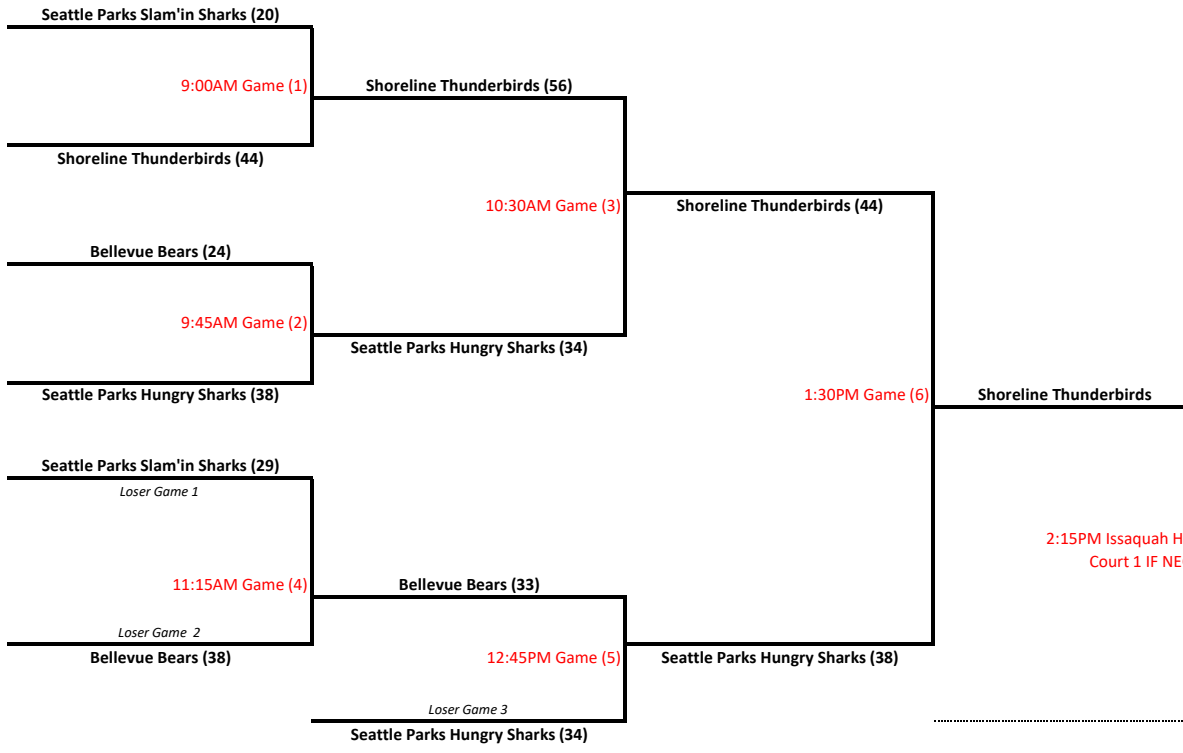 Seattle Parks Slam'in Sharks (20)
9:00AM Game (1)
Shoreline Thunderbirds (56)
Shoreline Thunderbirds (44)
10:30AM Game (3)
Shoreline Thunderbirds (44)
Bellevue Bears (24)
9:45AM Game (2)
Seattle Parks Hungry Sharks (34)
Seattle Parks Hungry Sharks (38)
1:30PM Game (6)
Shoreline Thunderbirds
Seattle Parks Slam'in Sharks (29)
Loser Game 1
2:15PM Issaquah H
Court 1 IF NE
11:15AM Game (4)
Bellevue Bears (33)
Loser Game 2
Bellevue Bears (38)
12:45PM Game (5)
Seattle Parks Hungry Sharks (38)
Loser Game 3
Seattle Parks Hungry Sharks (34)